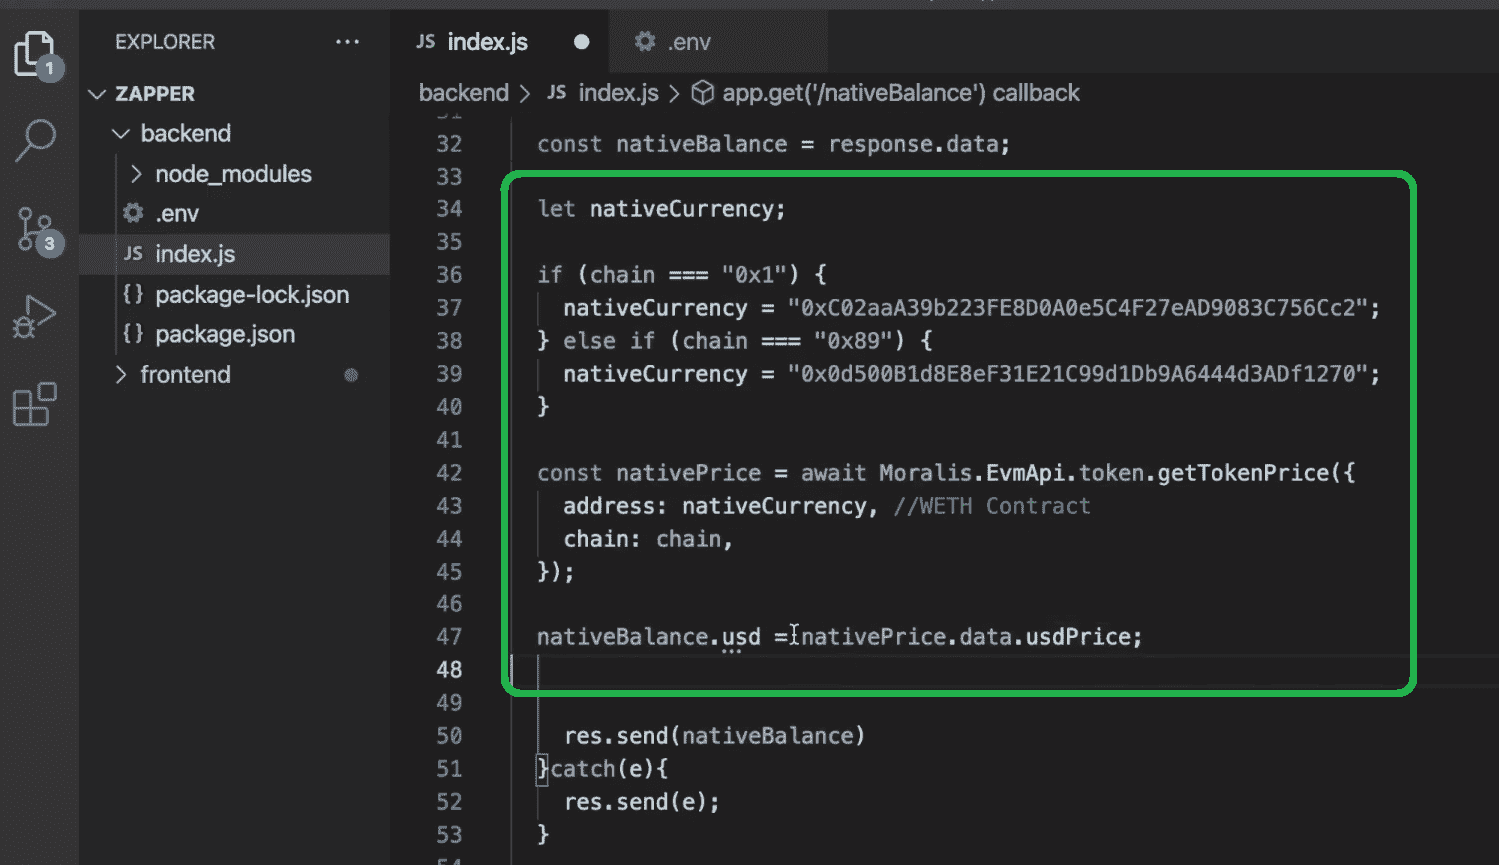 EXPLORER ...
ZAPPER
backend
node_modules
.env
JS index.js
{} package-lock.json
{} package.json
frontend
1
3
JS index.js
.env
backend > JS index.js > app.get('/nativeBalance') callback
31
32 const nativeBalance = response.data;
33
34 let nativeCurrency;
35
36 if (chain === "0x1") {
37 nativeCurrency = "0xC02aaA39b223FE8D0A0e5C4F27eAD9083C756Cc2";
38 } else if (chain === "0x89") {
39 nativeCurrency = "0x0d500B1d8E8eF31E21C99d1Db9A6444d3ADf1270";
40 }
41
42 const nativePrice = await Moralis.EvmApi.token.getTokenPrice({
43 address: nativeCurrency, //WETH Contract
44 chain: chain,
45 });
46
47 nativeBalance.usd = nativePrice.data.usdPrice;
48
49
50 res.send(nativeBalance)
51 }catch(e){
52 res.send(e);
53 }
54